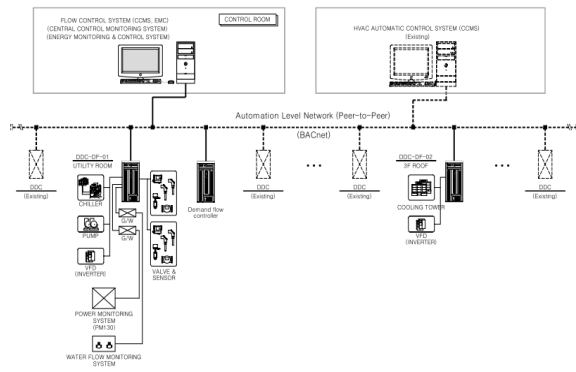 FLOW CONTROL SYSTEM (CCMS, EMC)
(CENTRAL CONTROL MONITORING SYSTEM)
(ENERGY MONITORING & CONTROL SYSTEM)
CONTROL ROOM
HVAC AUTOMATIC CONTROL SYSTEM (CCMS)
(Existing)
Automation Level Network (Peer-to-Peer)
(BACnet)
DDC
(Existing)
DDC-DF-01
UTILITY ROOM
CHILLER
PUMP
VFD
(INVERTER)
G/W
G/W
VALVE &
SENSOR
POWER MONITORING
SYSTEM
(PM130)
WATER FLOW MONITORING
SYSTEM
Demand flow
controller
DDC
(Existing)
DDC
(Existing)
DDC-DF-02
3F ROOF
COOLING TOWER
VFD
(INVERTER)
DDC
(Existing)